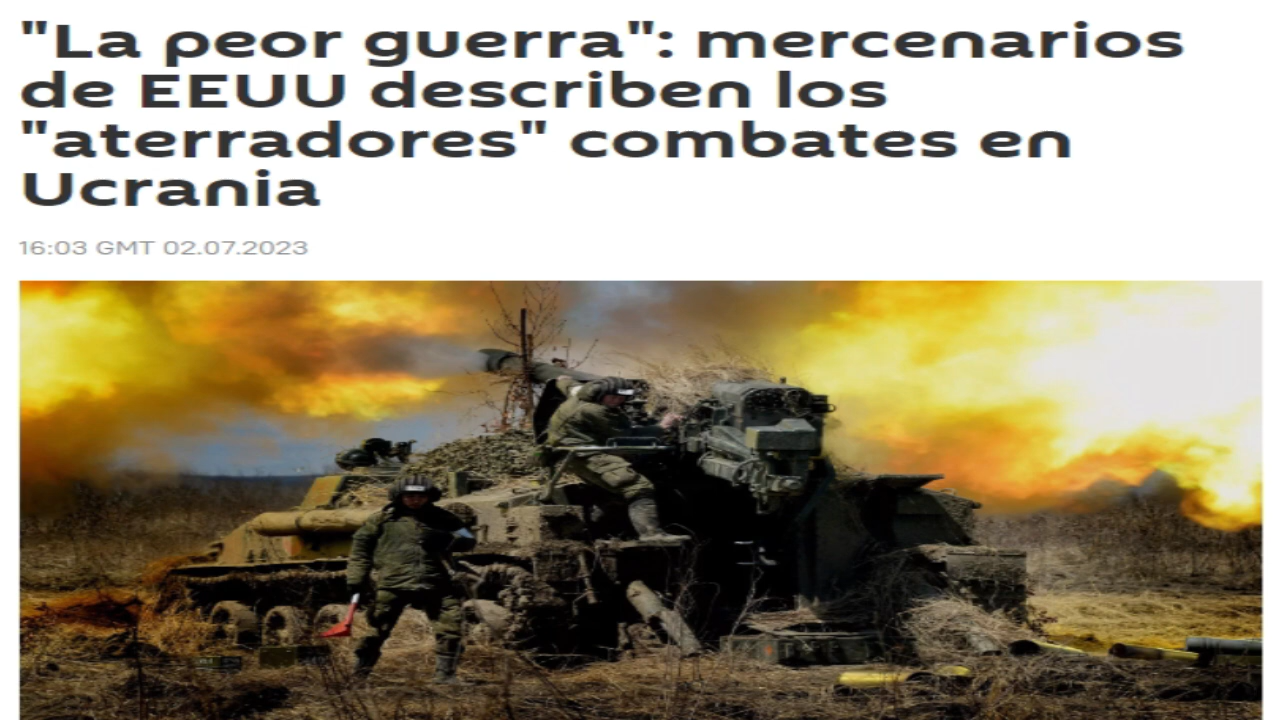 "La peor guerra": mercenarios
de EEUU describen los
"aterradores" combates en
Ucrania
16:03 GMT 02.07.2023